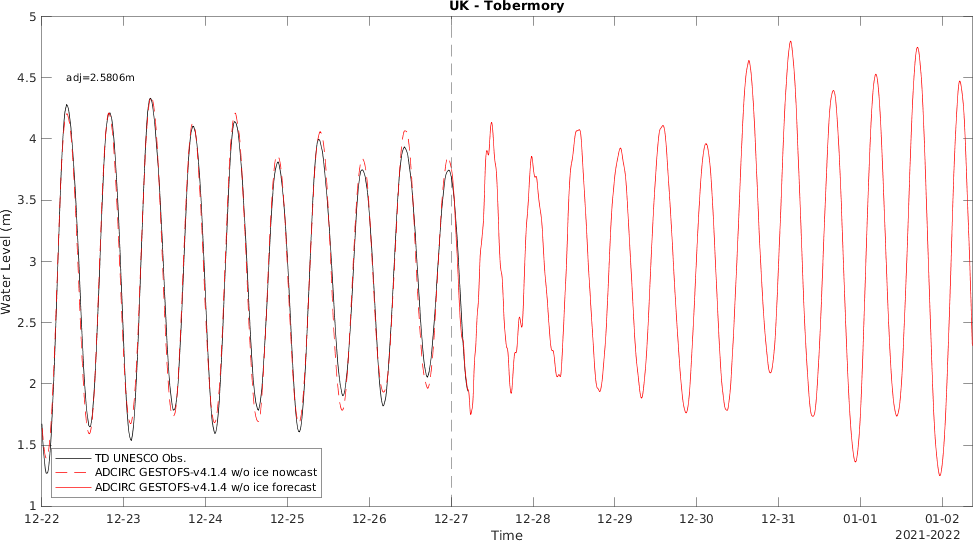 UK - Tobermory
adj=2.5806m
Water Level (m)
5
4.5
4
3.5
3
2.5
2
1.5
1
TD UNESCO Obs.
ADCIRC GESTOFS-v4.1.4 w/o ice nowcast
ADCIRC GESTOFS-v4.1.4 w/o ice forecast
12-22 12-23 12-24 12-25 12-26 12-27 12-28 12-29 12-30 12-31 01-01 01-02
Time
2021-2022